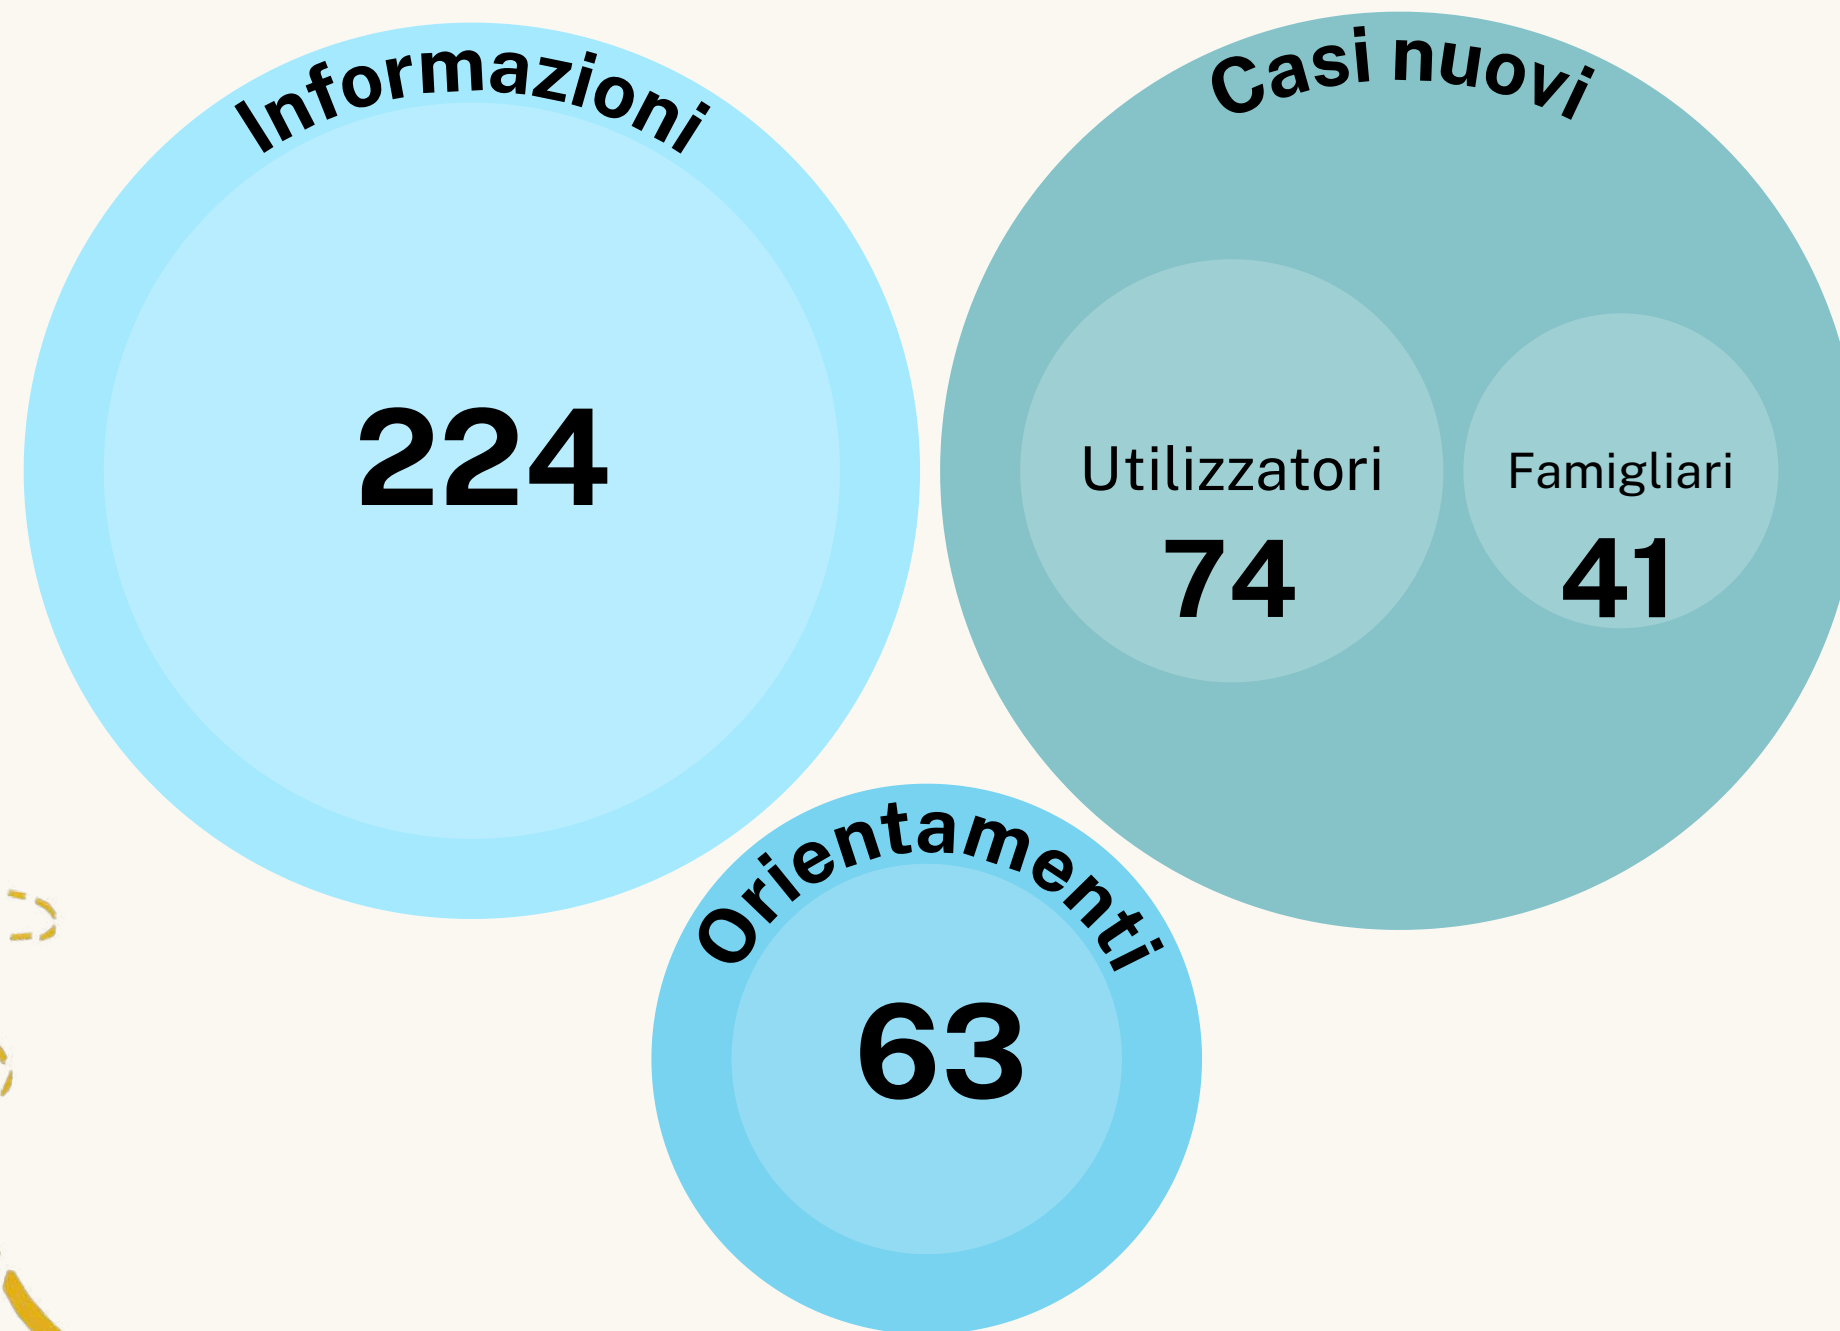 Informazioni
224
Casi nuovi
Utilizzatori
74
Famigliari
41
Orientamenti
63